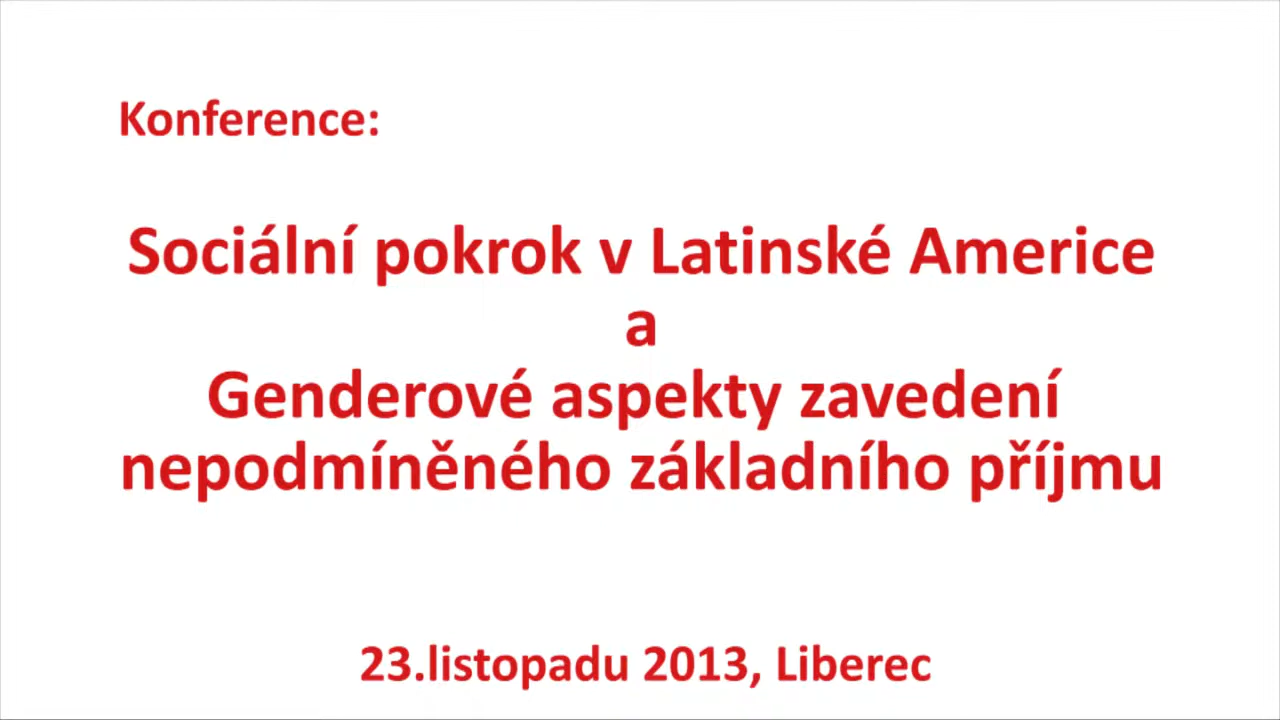 Konference:
Sociální pokrok v Latinské Americe
a
Genderové aspekty zavedení
nepodmíněného základního příjmu
23.listopadu 2013, Liberec